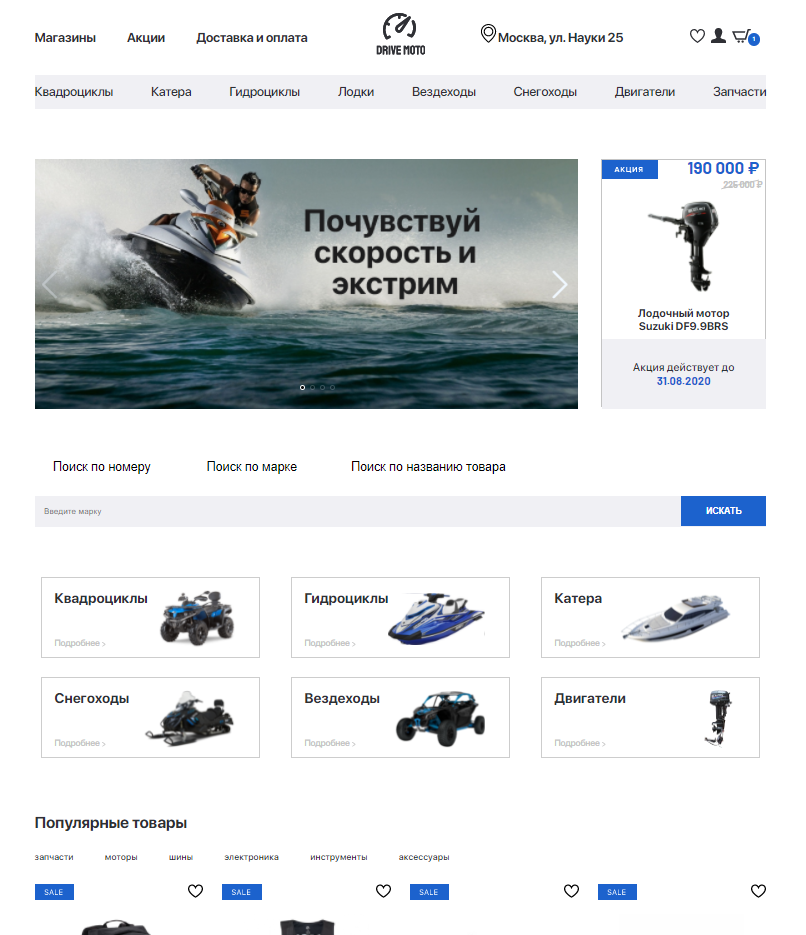 Магазины Акции Доставка и оплата DRIVE MOTO Москва, ул. Науки 25 1
Квадроциклы Катера Гидроциклы Лодки Вездеходы Снегоходы Двигатели Запчасти
АКЦИЯ 190 000 ₽
225 000 ₽
Почувствуй
скорость и
экстрим
Лодочный мотор
Suzuki DF9.9BRS
Акция действует до
31.08.2020
Поиск по номеру Поиск по марке Поиск по названию товара
Введите марку ИСКАТЬ
Квадроциклы Гидроциклы Катера
Подробнее > Подробнее > Подробнее >
Снегоходы Вездеходы Двигатели
Подробнее > Подробнее > Подробнее >
Популярные товары
запчасти моторы шины электроника инструменты аксессуары
SALE SALE SALE SALE